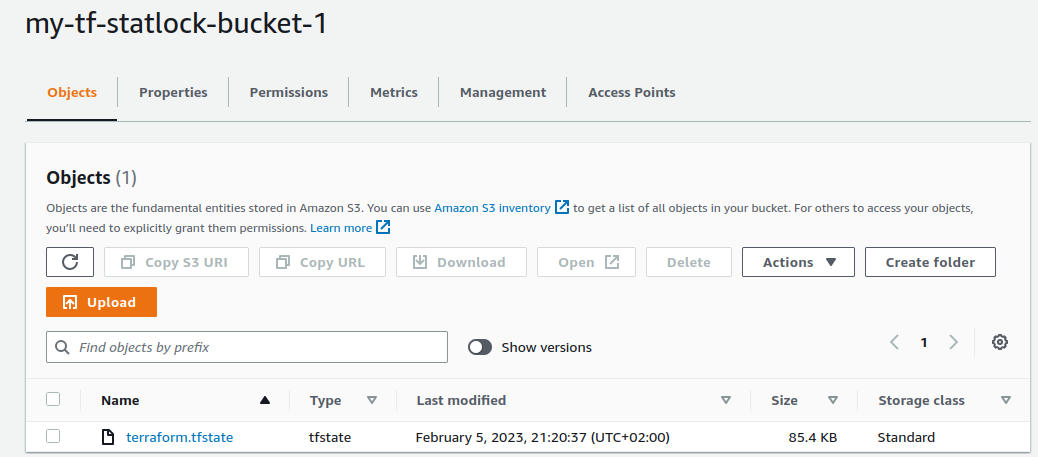 my-tf-statlock-bucket-1
Objects Properties Permissions Metrics Management Access Points
Objects (1)
Objects are the fundamental entities stored in Amazon S3. You can use Amazon S3 inventory to get a list of all objects in your bucket. For others to access your objects,
you'll need to explicitly grant them permissions. Learn more
Copy S3 URI Copy URL Download Open Delete Actions Create folder
Upload
Find objects by prefix Show versions 1
Name Type Last modified Size Storage class
terraform.tfstate tfstate February 5, 2023, 21:20:37 (UTC+02:00) 85.4 KB Standard